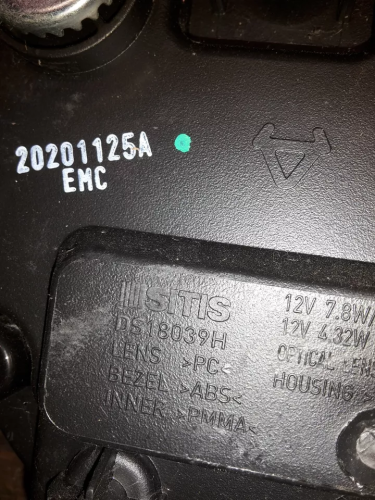 20201125A
EMC
SITIS
DS18039H
LENS >PC<
BEZEL >ABS<
INNER >PMMA<
12V 7.8W/
12V 4.32W
OPTICAL LENS
HOUSING >